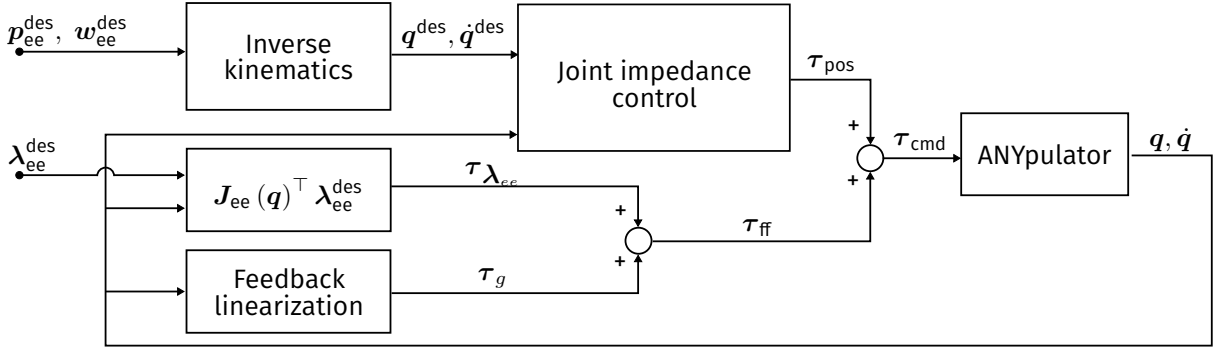 p_ee^des, w_ee^des
Inverse
kinematics
q^des, q̇^des
Joint impedance
control
τ_pos
+
τ_cmd
ANYpulator
q, q̇
+
λ_ee^des
J_ee (q)^⊤ λ_ee^des
τ_λ_ee
+
τ_ff
+
Feedback
linearization
τ_g